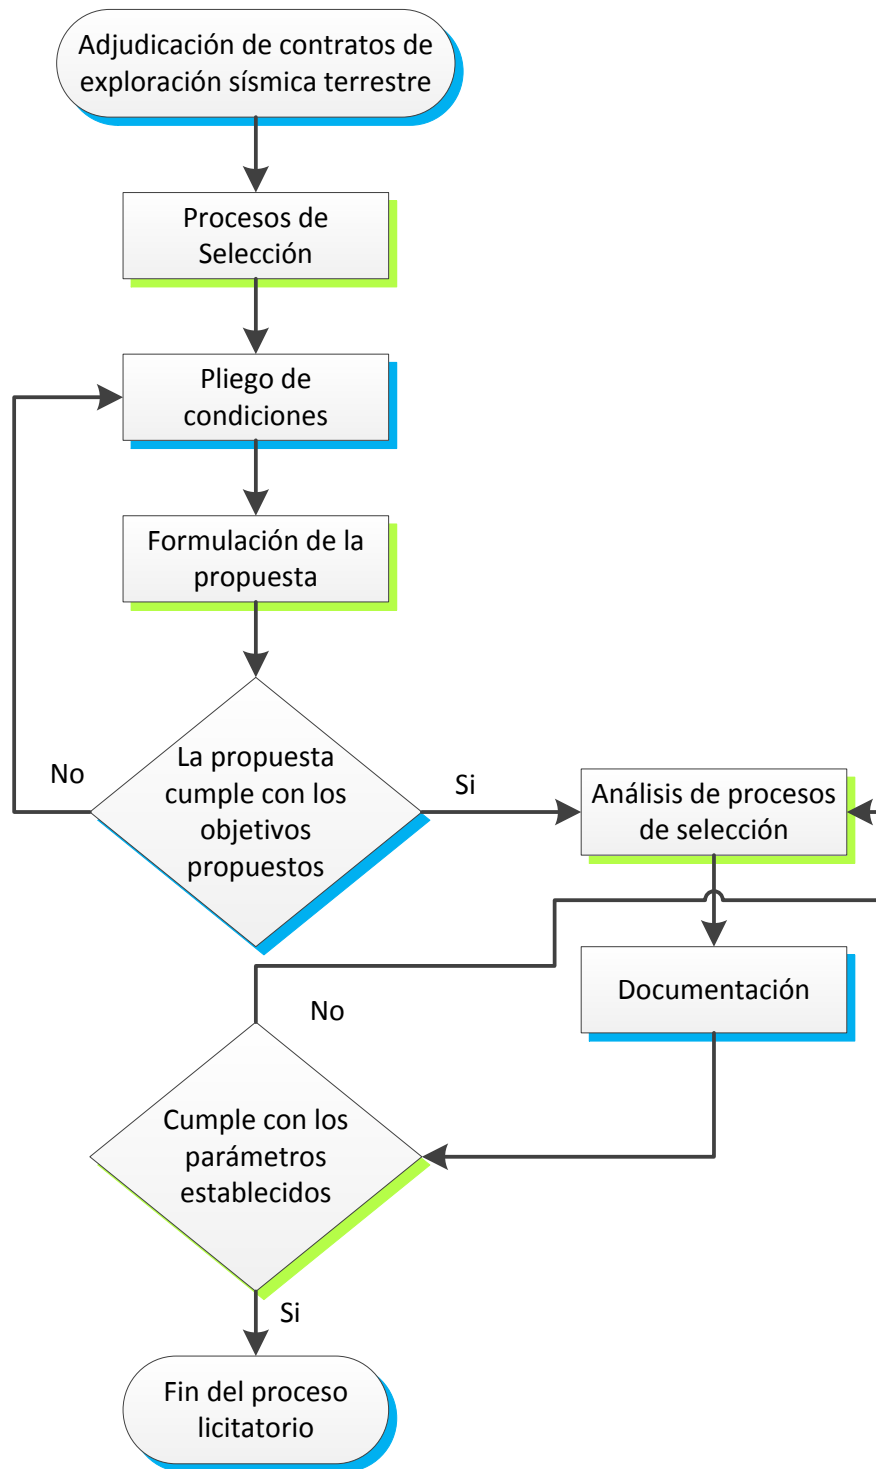 Adjudicación de contratos de
exploración sísmica terrestre
Procesos de
Selección
Pliego de
condiciones
Formulación de la
propuesta
La propuesta
cumple con los
objetivos
propuestos
No
Si
Análisis de procesos
de selección
Documentación
No
Cumple con los
parámetros
establecidos
Si
Fin del proceso
licitatorio